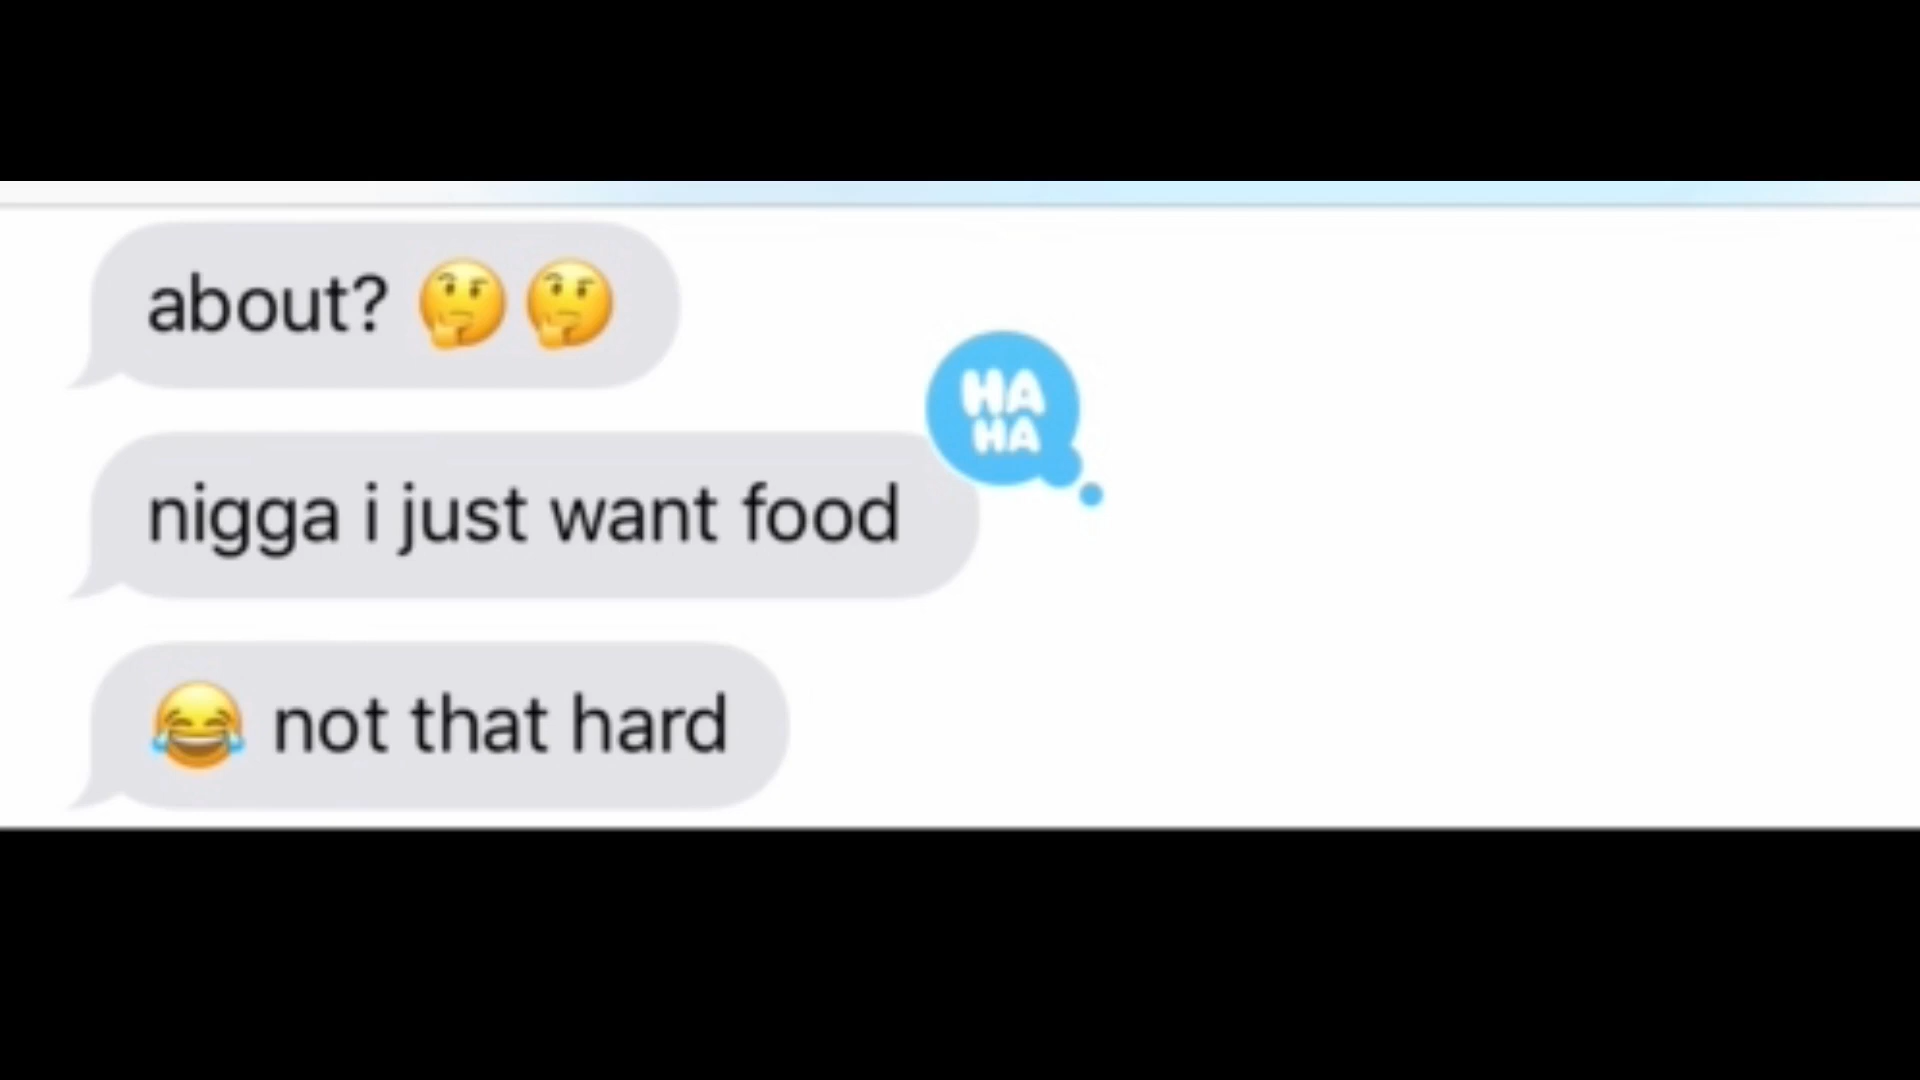 about? 🤔🤔
HA
HA
nigga i just want food
😂 not that hard